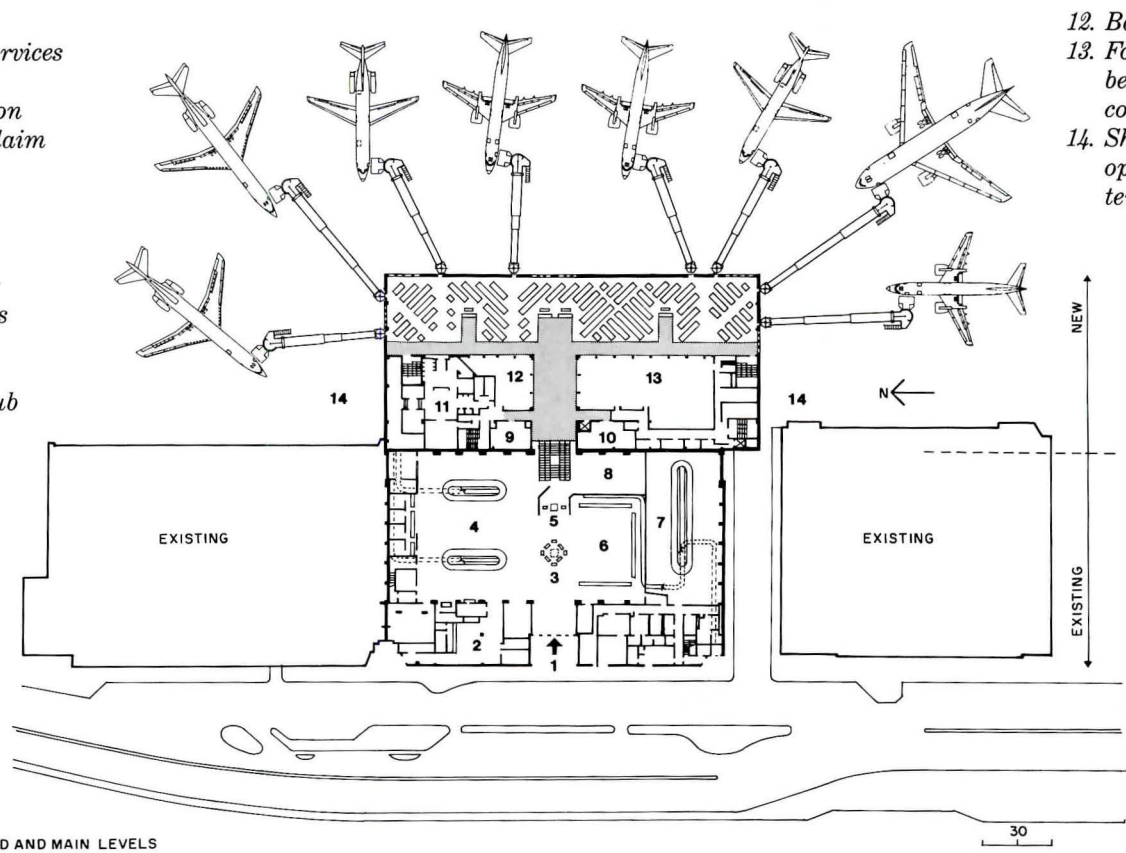 rvices
on
laim
s
ub
12. B
13. Fo
be
co
14. Sh
op
te
12
13
11
14
14
N
NEW
9
10
8
4
5
7
6
EXISTING
EXISTING
3
EXISTING
2
1
D AND MAIN LEVELS
30